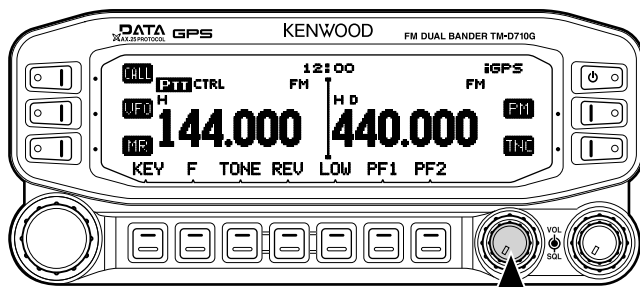 DATA GPS KENWOOD FM DUAL BANDER TM-D710G
AX.25 PROTOCOL
CALL 12:00 iGPS
PTT CTRL FM FM
H H D
VFO 144.000 440.000 PM
MR TNC
KEY F TONE REV LOW PF1 PF2
VOL
SQL